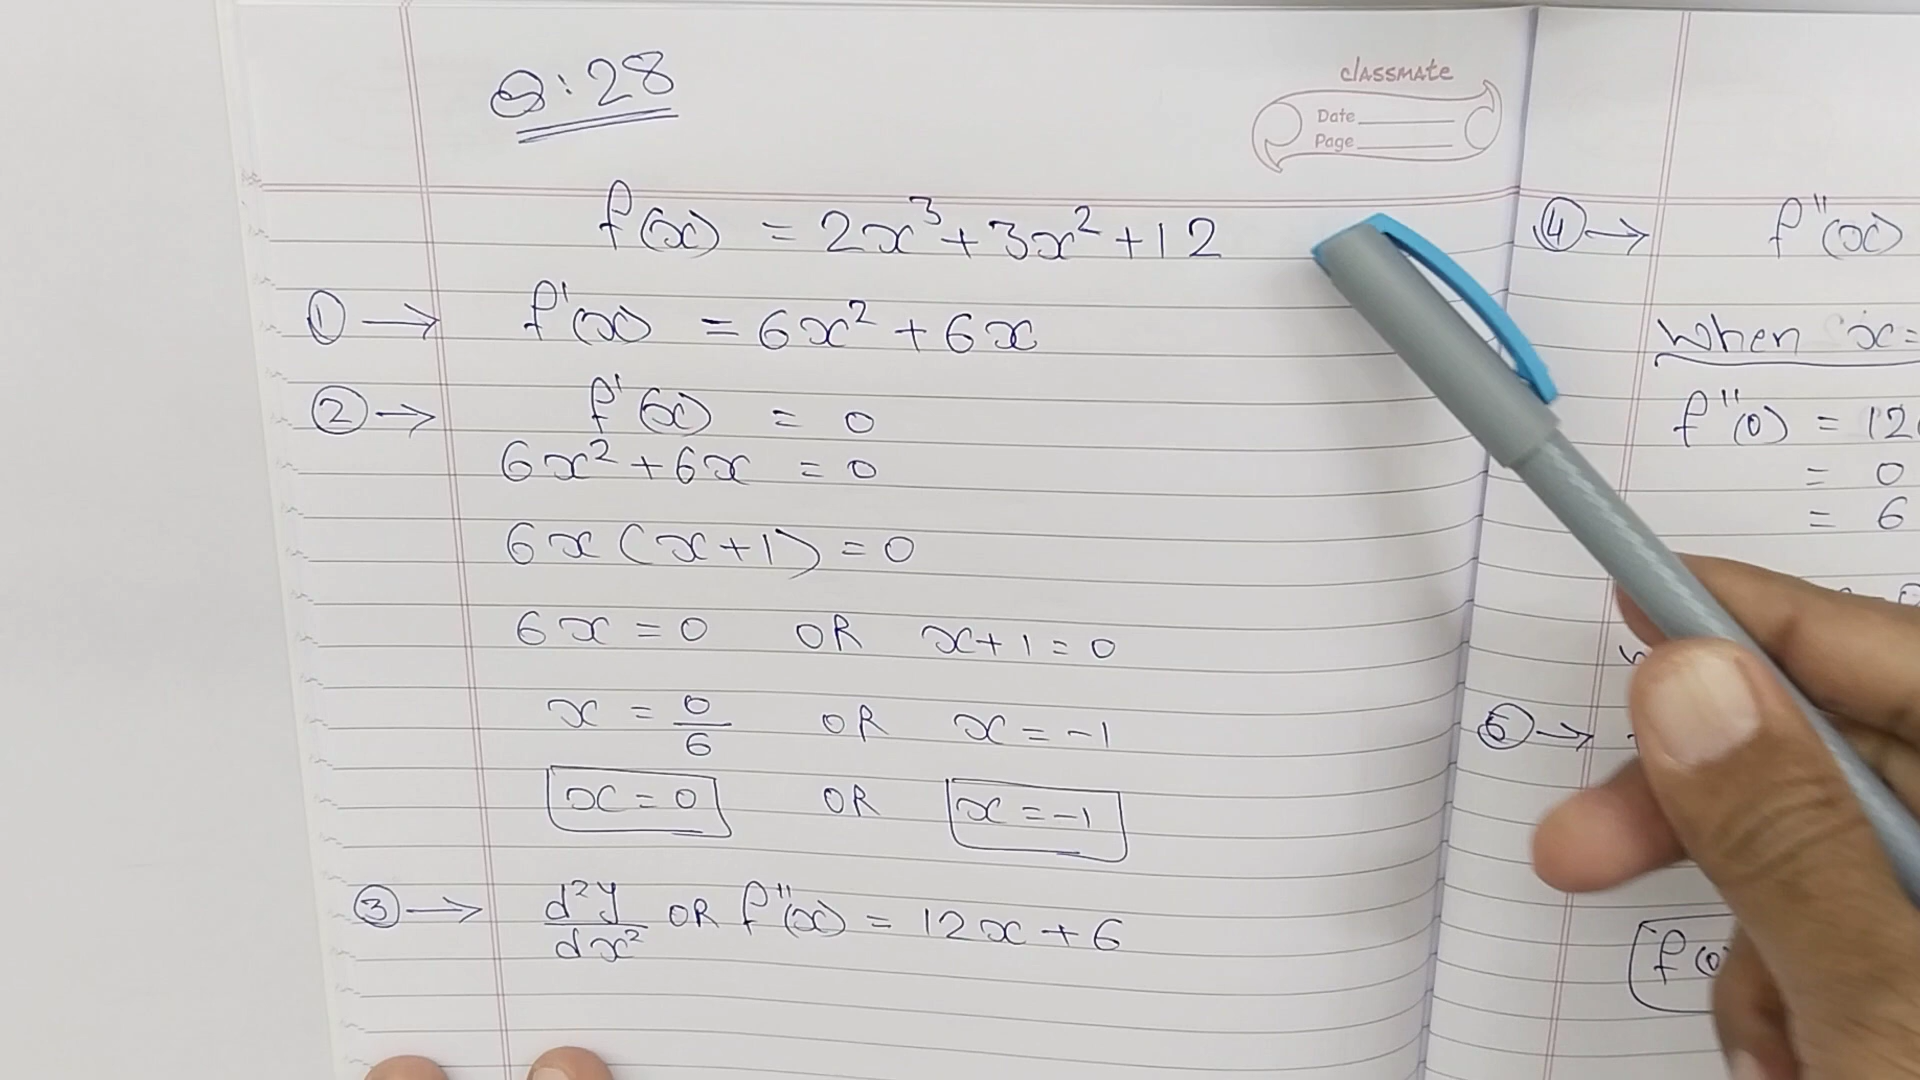 Q:28
classmate
Date
Page
f(x) = 2x³+3x²+12
① → f'(x) = 6x² + 6x
② → f'(x) = 0
6x²+6x = 0
6x(x+1) = 0
6x = 0 OR x+1 = 0
x = 0/6 OR x = -1
x = 0 OR x = -1
③ → d²y/dx² OR f''(x) = 12x + 6
④ → f''(x)
When x=
f''(0) = 12
= 0
= 6
⑤ →
f(0